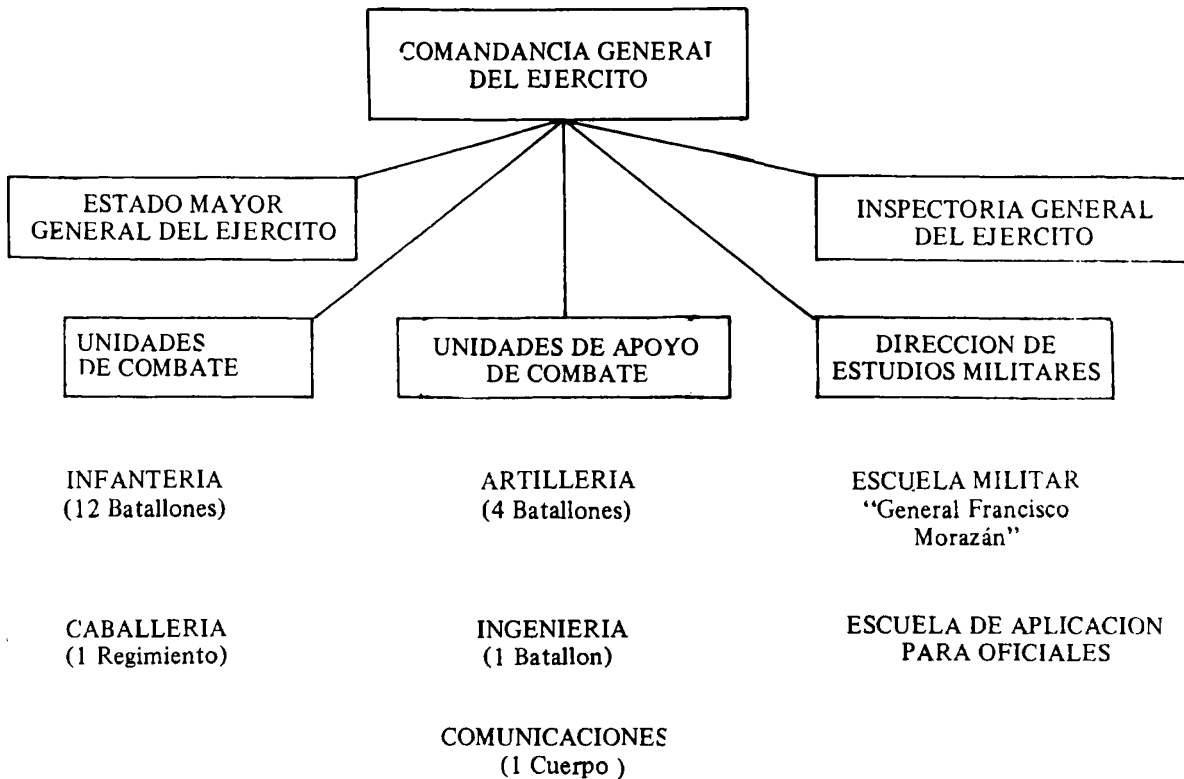 COMANDANCIA GENERAL
DEL EJERCITO
ESTADO MAYOR
GENERAL DEL EJERCITO
INSPECTORIA GENERAL
DEL EJERCITO
UNIDADES
DE COMBATE
UNIDADES DE APOYO
DE COMBATE
DIRECCION DE
ESTUDIOS MILITARES
INFANTERIA
(12 Batallones)
ARTILLERIA
(4 Batallones)
ESCUELA MILITAR
“General Francisco
Morazán”
CABALLERIA
(1 Regimiento)
INGENIERIA
(1 Batallon)
ESCUELA DE APLICACION
PARA OFICIALES
COMUNICACIONES
(1 Cuerpo )